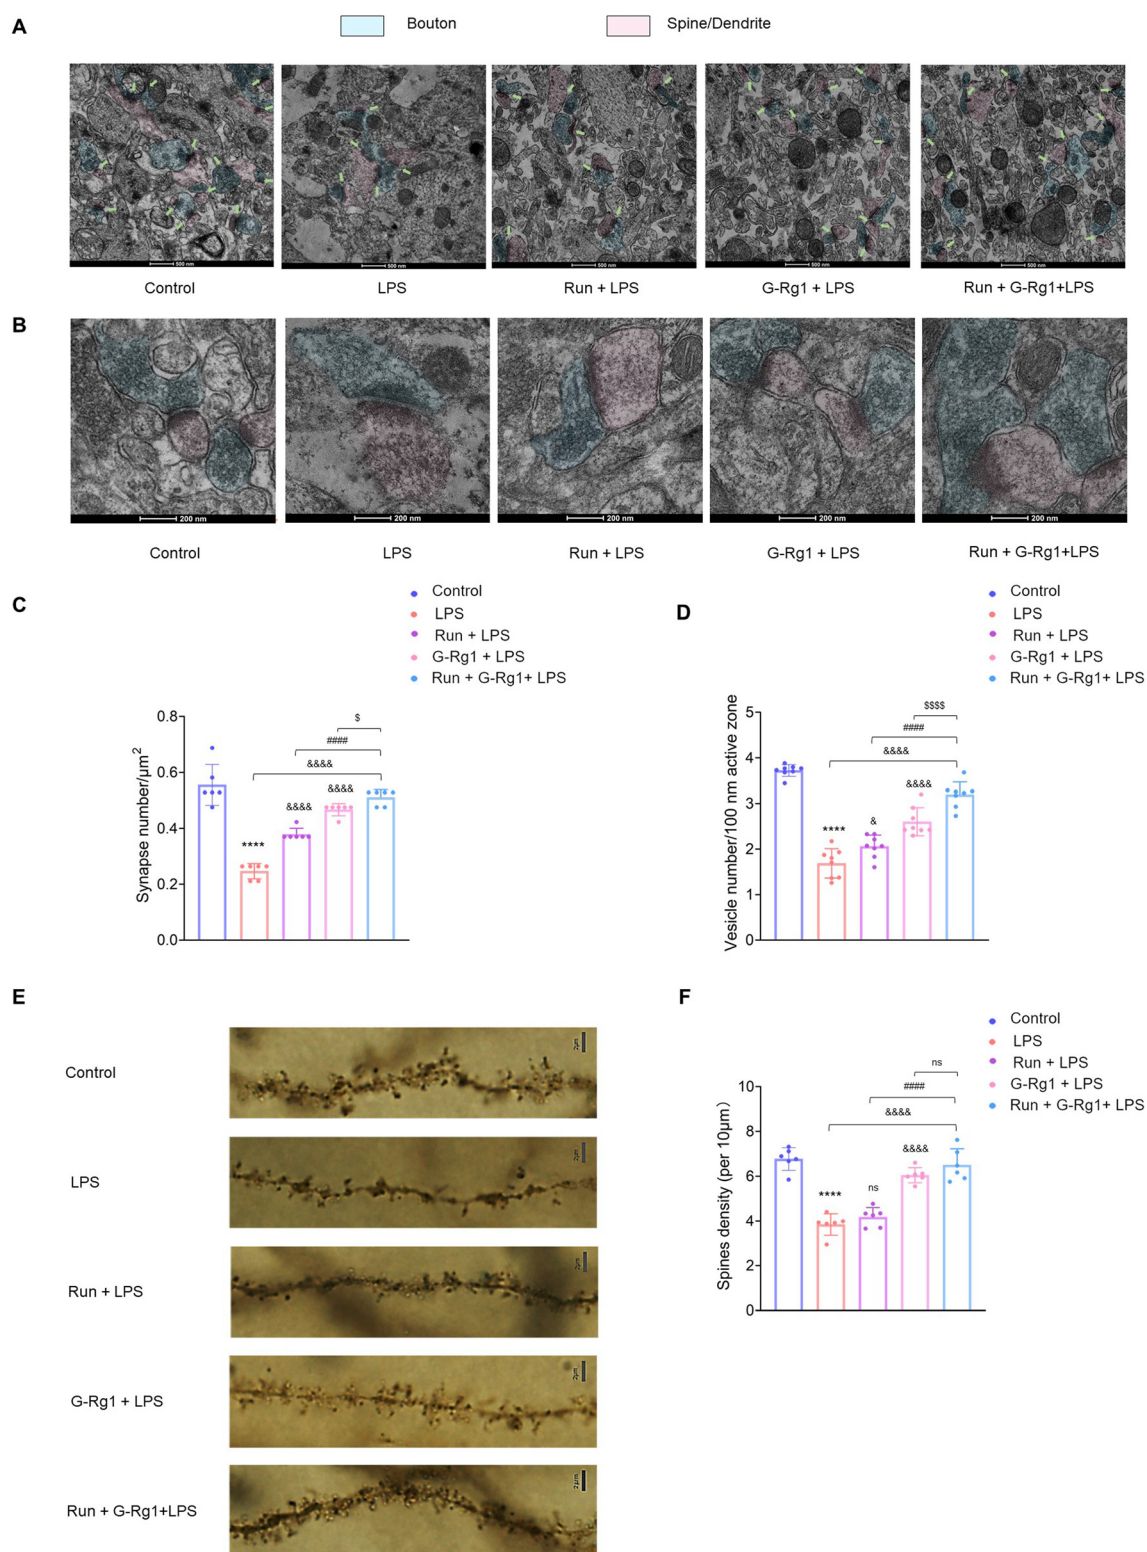 A
Bouton
Spine/Dendrite
500 nm
500 nm
500 nm
500 nm
500 nm
Control
LPS
Run + LPS
G-Rg1 + LPS
Run + G-Rg1+LPS
B
200 nm
200 nm
200 nm
200 nm
200 nm
Control
LPS
Run + LPS
G-Rg1 + LPS
Run + G-Rg1+LPS
C
Control
LPS
Run + LPS
G-Rg1 + LPS
Run + G-Rg1+ LPS
Synapse number/µm²
0.8
0.6
0.4
0.2
0.0
$
####
&&&&
&&&&
&&&&
****
D
Control
LPS
Run + LPS
G-Rg1 + LPS
Run + G-Rg1+ LPS
Vesicle number/100 nm active zone
5
4
3
2
1
0
$$$$
####
&&&&
&&&&
&
****
E
Control
2µm
LPS
2µm
Run + LPS
2µm
G-Rg1 + LPS
2µm
Run + G-Rg1+LPS
2µm
F
Control
LPS
Run + LPS
G-Rg1 + LPS
Run + G-Rg1+ LPS
Spines density (per 10µm）
10
8
6
4
2
0
ns
####
&&&&
&&&&
ns
****